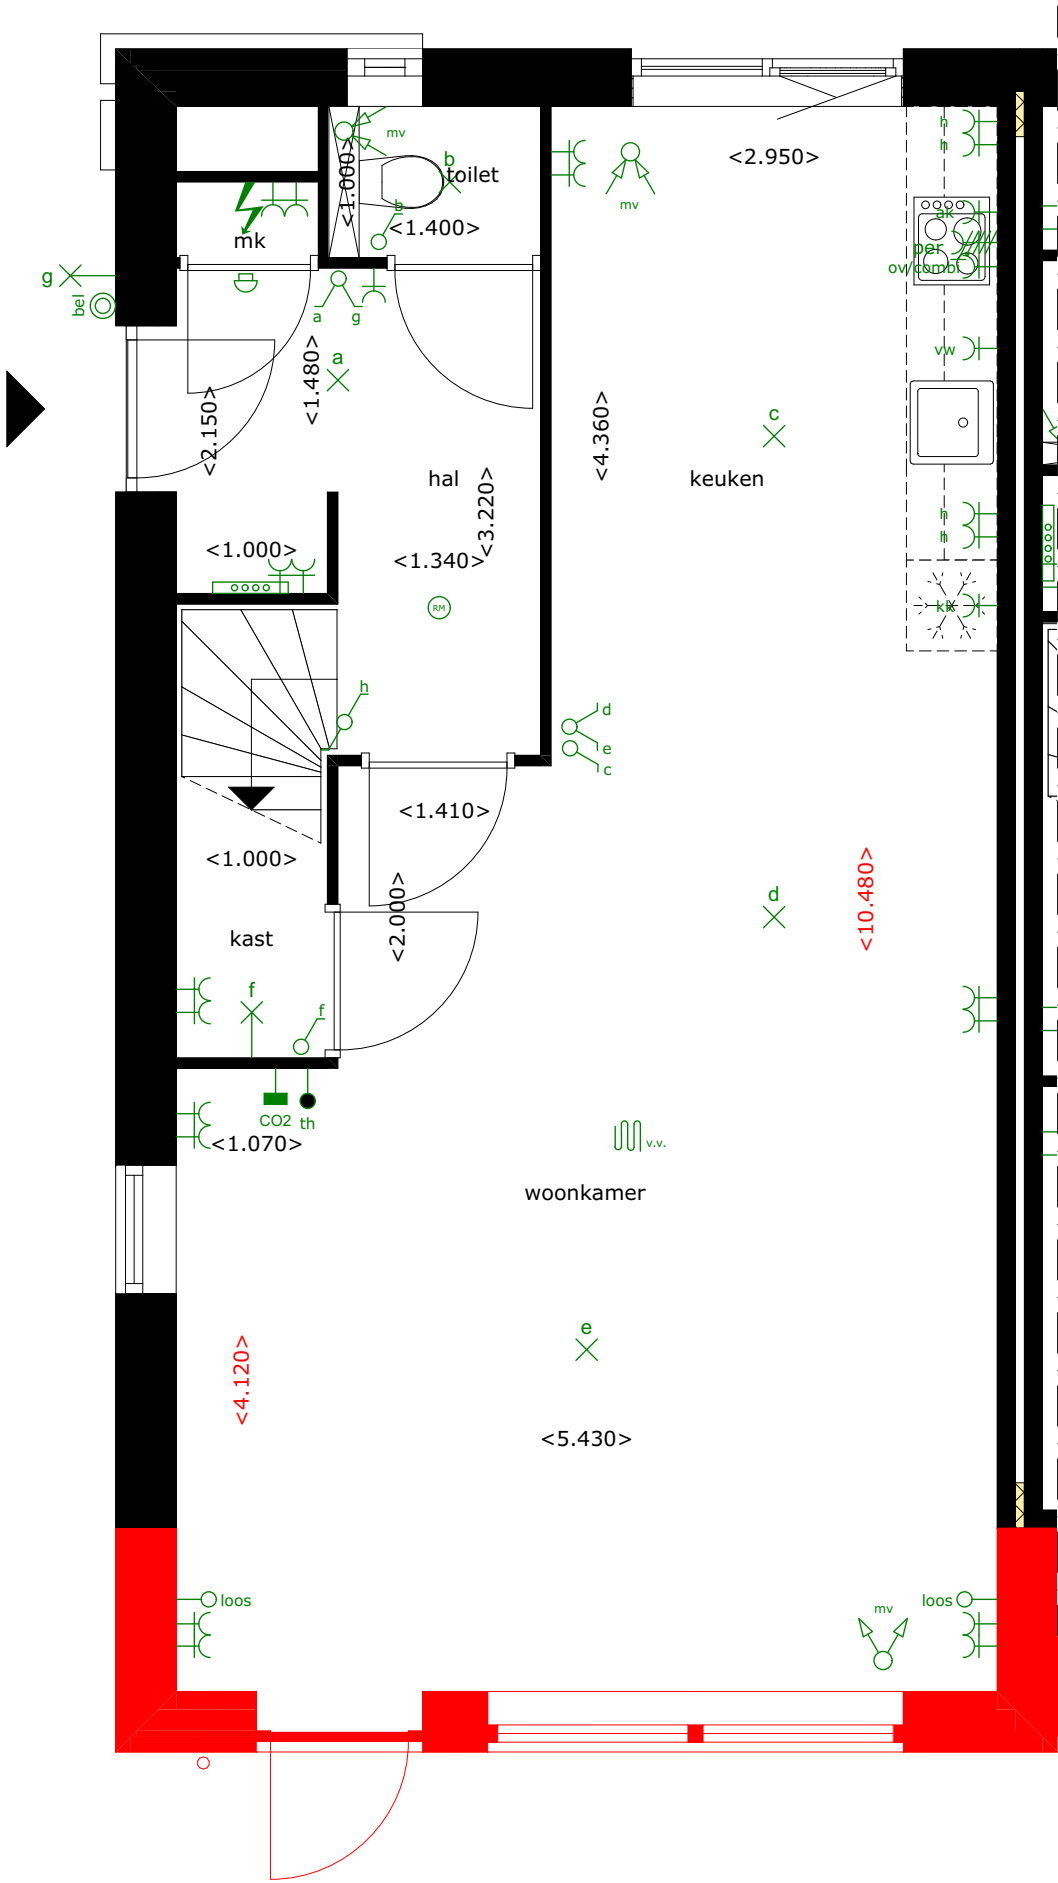 mv
b
toilet
<1.000>
b
<1.400>
<2.950>
mv
h
h
ak
per
ov/combi
vw
mk
g
bel
a
g
a
<1.480>
<2.150>
hal
<3.220>
<1.000>
<1.340>
RM
<4.360>
c
keuken
h
h
kk
h
d
e
c
<1.410>
<1.000>
<2.000>
kast
f
f
d
<10.480>
CO2
th
<1.070>
v.v.
woonkamer
e
<4.120>
<5.430>
loos
mv
loos